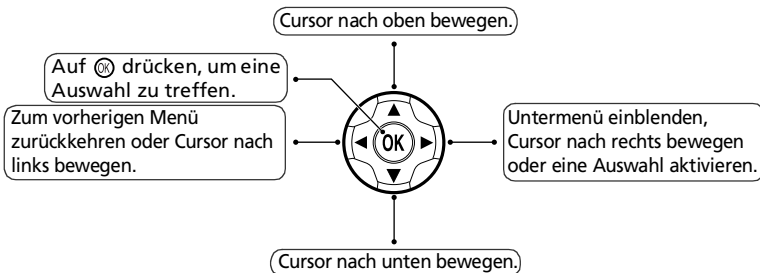 Cursor nach oben bewegen.
Auf OK drücken, um eine
Auswahl zu treffen.
Zum vorherigen Menü
zurückkehren oder Cursor nach
links bewegen.
OK
Untermenü einblenden,
Cursor nach rechts bewegen
oder eine Auswahl aktivieren.
Cursor nach unten bewegen.